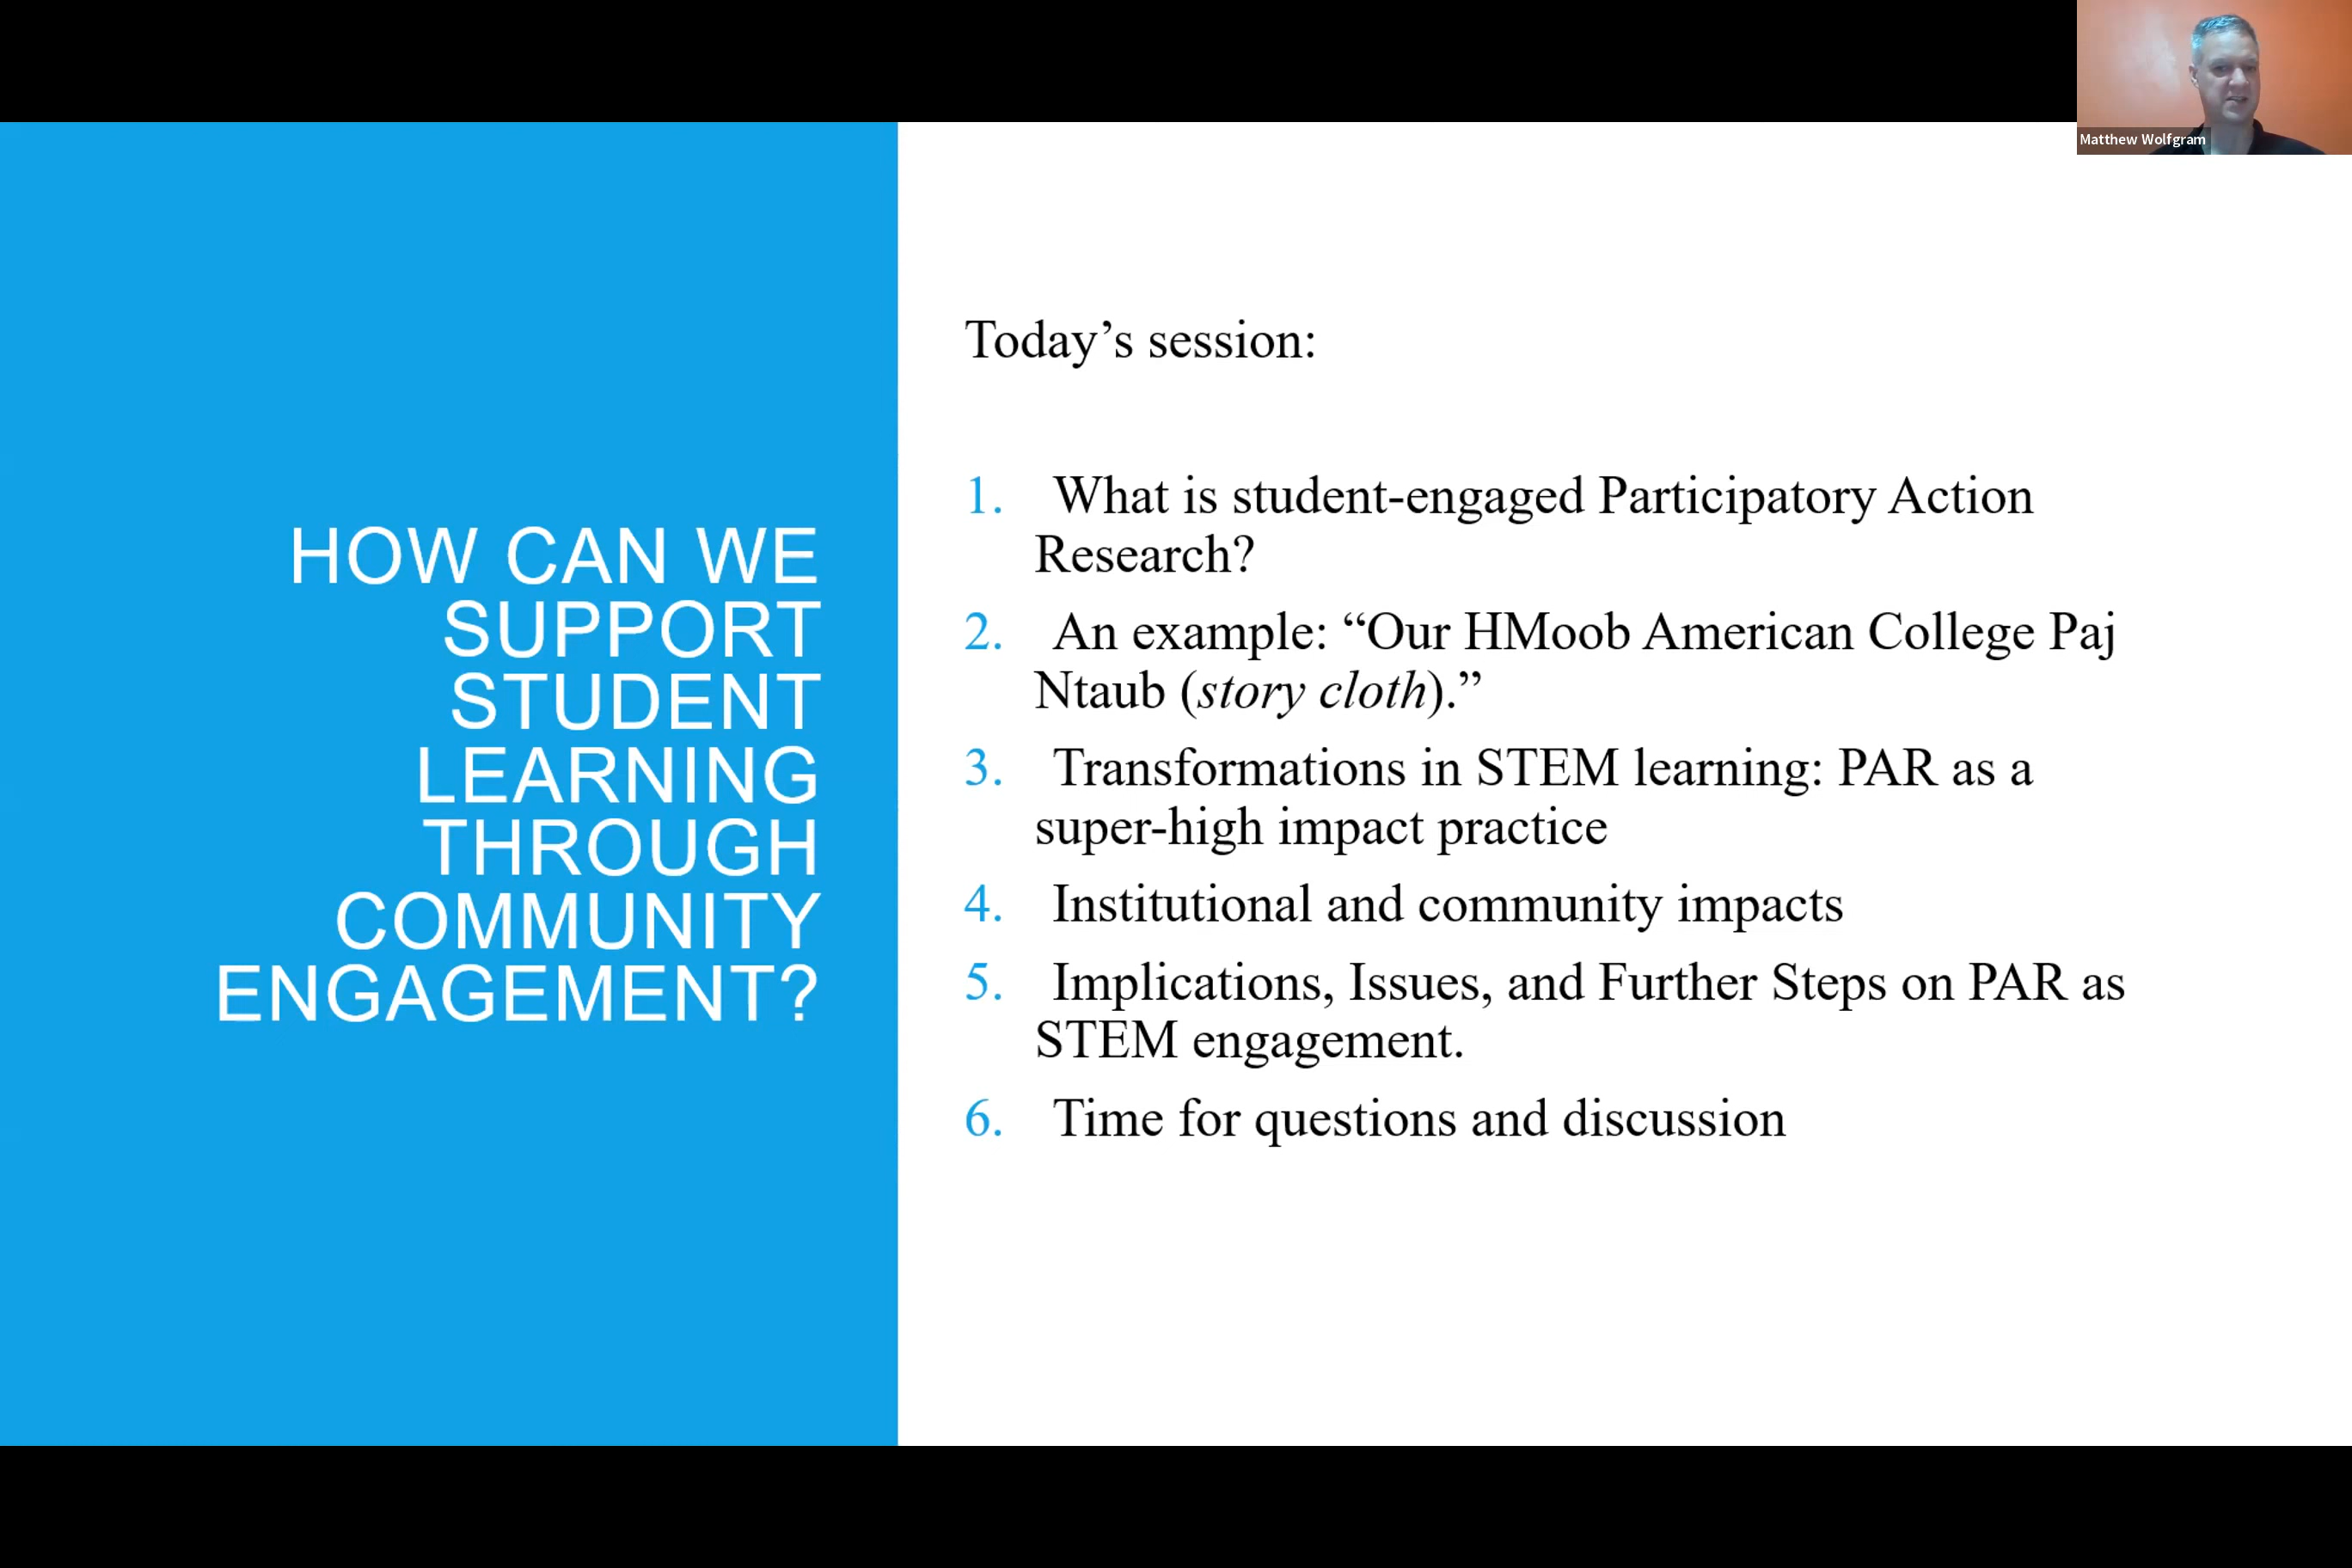 HOW CAN WE
SUPPORT
STUDENT
LEARNING
THROUGH
COMMUNITY
ENGAGEMENT?
Today’s session:
1. What is student-engaged Participatory Action
Research?
2. An example: “Our HMoob American College Paj
Ntaub (story cloth).”
3. Transformations in STEM learning: PAR as a
super-high impact practice
4. Institutional and community impacts
5. Implications, Issues, and Further Steps on PAR as
STEM engagement.
6. Time for questions and discussion
Matthew Wolfgram